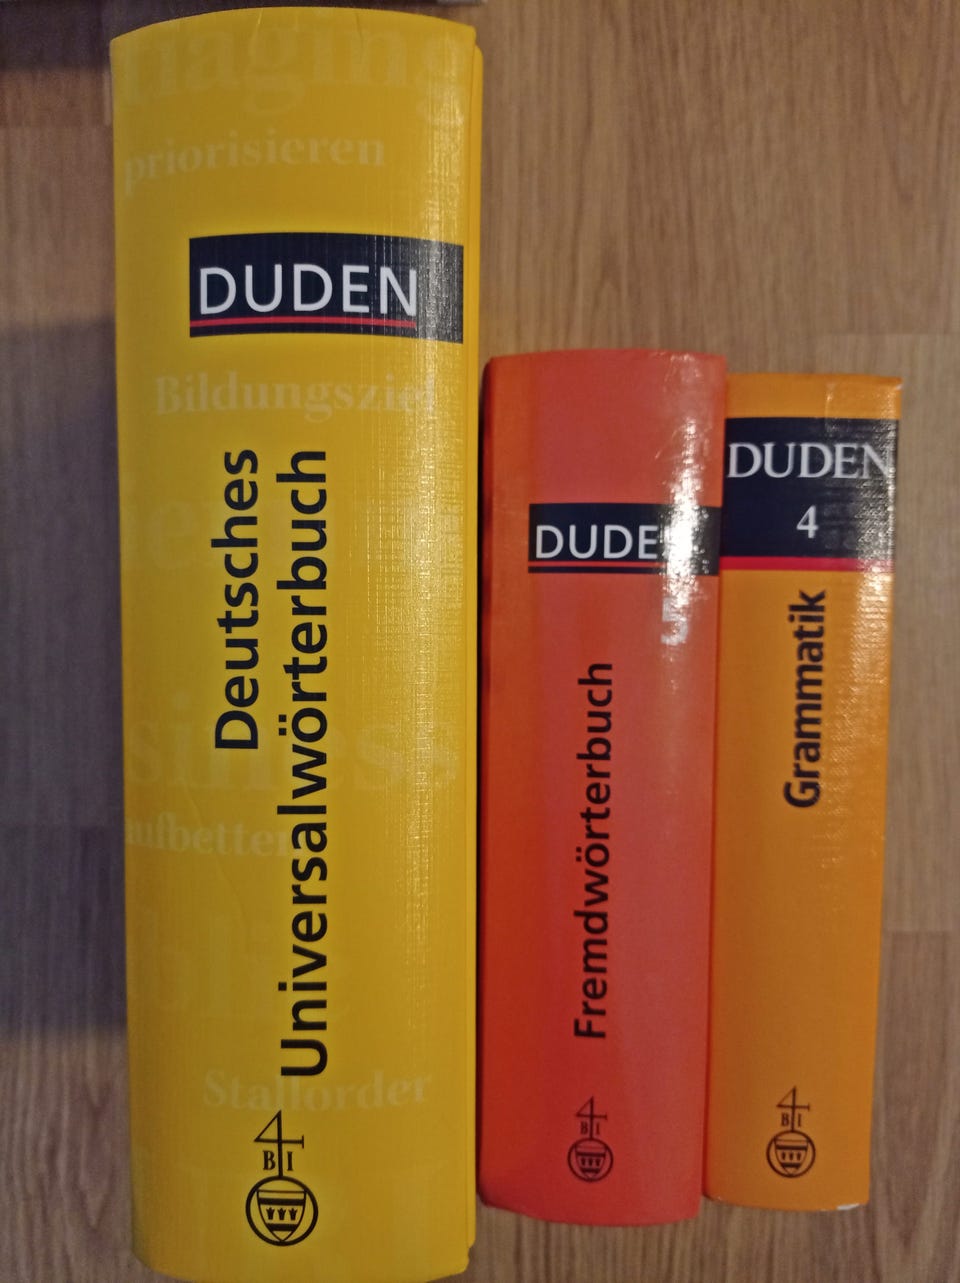 priorisieren
DUDEN
Bildungsziel
Deutsches
Universalwörterbuch
aufbetten
Stallorder
B I
DUDEN
5
Fremdwörterbuch
B I
DUDEN
4
Grammatik
B I